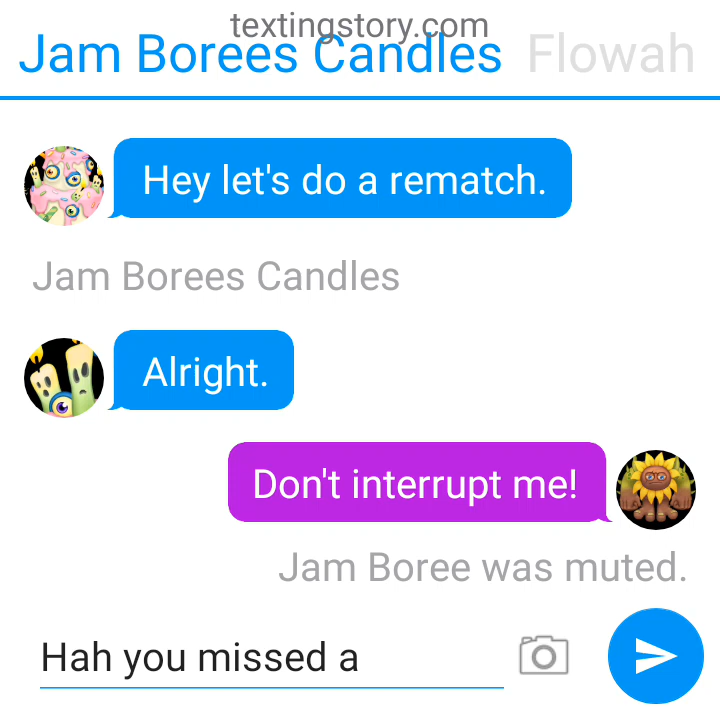 textingstory.com
Jam Borees Candles Flowah
Hey let's do a rematch.
Jam Borees Candles
Alright.
Don't interrupt me!
Jam Boree was muted.
Hah you missed a